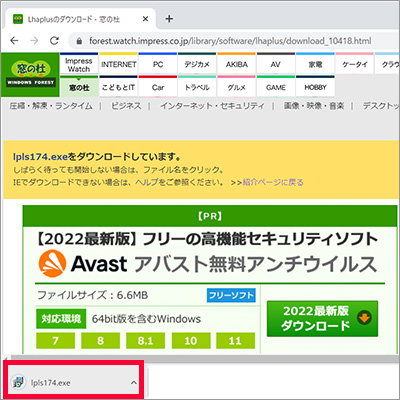 Lhaplusのダウンロード - 窓の杜
forest.watch.impress.co.jp/library/software/lhaplus/download_10418.html
窓の杜
WINDOWS FOREST
Impress Watch
INTERNET
PC
デジカメ
AKIBA
AV
家電
ケータイ
クラウ
窓の杜
こどもIT
Car
トラベル
グルメ
GAME
HOBBY
圧縮・解凍・ランタイム
ビジネス
インターネット・セキュリティ
画像・映像・音楽
デスクトッ
lpls174.exeをダウンロードしています。
しばらく待っても開始しない場合は、ファイル名をクリック。
IEでダウンロードできない場合は、ヘルプをご参照ください。 >>紹介ページに戻る
【PR】
【2022最新版】フリーの高機能セキュリティソフト
Avast アバスト無料アンチウイルス
ファイルサイズ：6.6MB
フリーソフト
対応環境 64bit版を含むWindows
7 8 8.1 10 11
2022最新版
ダウンロード
lpls174.exe